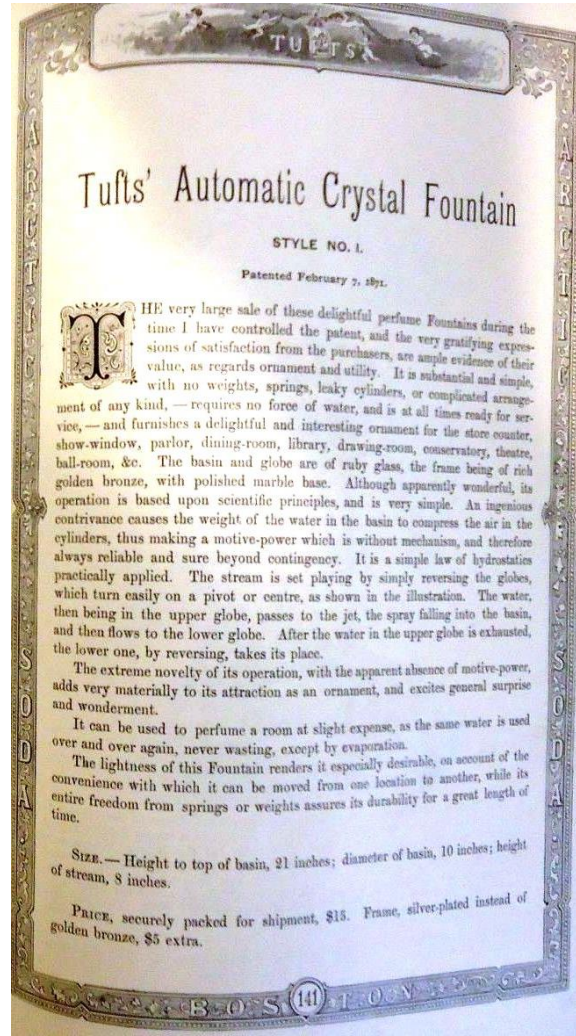 TUFTS
ARCTIC
SODA
ARCTIC
SODA
Tufts' Automatic Crystal Fountain
STYLE NO. I.
Patented February 7, 1871.
THE very large sale of these delightful perfume Fountains during the
time I have controlled the patent, and the very gratifying expres-
sions of satisfaction from the purchasers, are ample evidence of their
value, as regards ornament and utility. It is substantial and simple,
with no weights, springs, leaky cylinders, or complicated arrange-
ment of any kind, — requires no force of water, and is at all times ready for ser-
vice, — and furnishes a delightful and interesting ornament for the store counter,
show-window, parlor, dining-room, library, drawing-room, conservatory, theatre,
ball-room, &c. The basin and globe are of ruby glass, the frame being of rich
golden bronze, with polished marble base. Although apparently wonderful, its
operation is based upon scientific principles, and is very simple. An ingenious
contrivance causes the weight of the water in the basin to compress the air in the
cylinders, thus making a motive-power which is without mechanism, and therefore
always reliable and sure beyond contingency. It is a simple law of hydrostatics
practically applied. The stream is set playing by simply reversing the globes,
which turn easily on a pivot or centre, as shown in the illustration. The water,
then being in the upper globe, passes to the jet, the spray falling into the basin,
and then flows to the lower globe. After the water in the upper globe is exhausted,
the lower one, by reversing, takes its place.
The extreme novelty of its operation, with the apparent absence of motive-power,
adds very materially to its attraction as an ornament, and excites general surprise
and wonderment.
It can be used to perfume a room at slight expense, as the same water is used
over and over again, never wasting, except by evaporation.
The lightness of this Fountain renders it especially desirable, on account of the
convenience with which it can be moved from one location to another, while its
entire freedom from springs or weights assures its durability for a great length of
time.
SIZE. — Height to top of basin, 21 inches; diameter of basin, 10 inches; height
of stream, 8 inches.
PRICE, securely packed for shipment, $15. Frame, silver-plated instead of
golden bronze, $5 extra.
BOS 141 TON